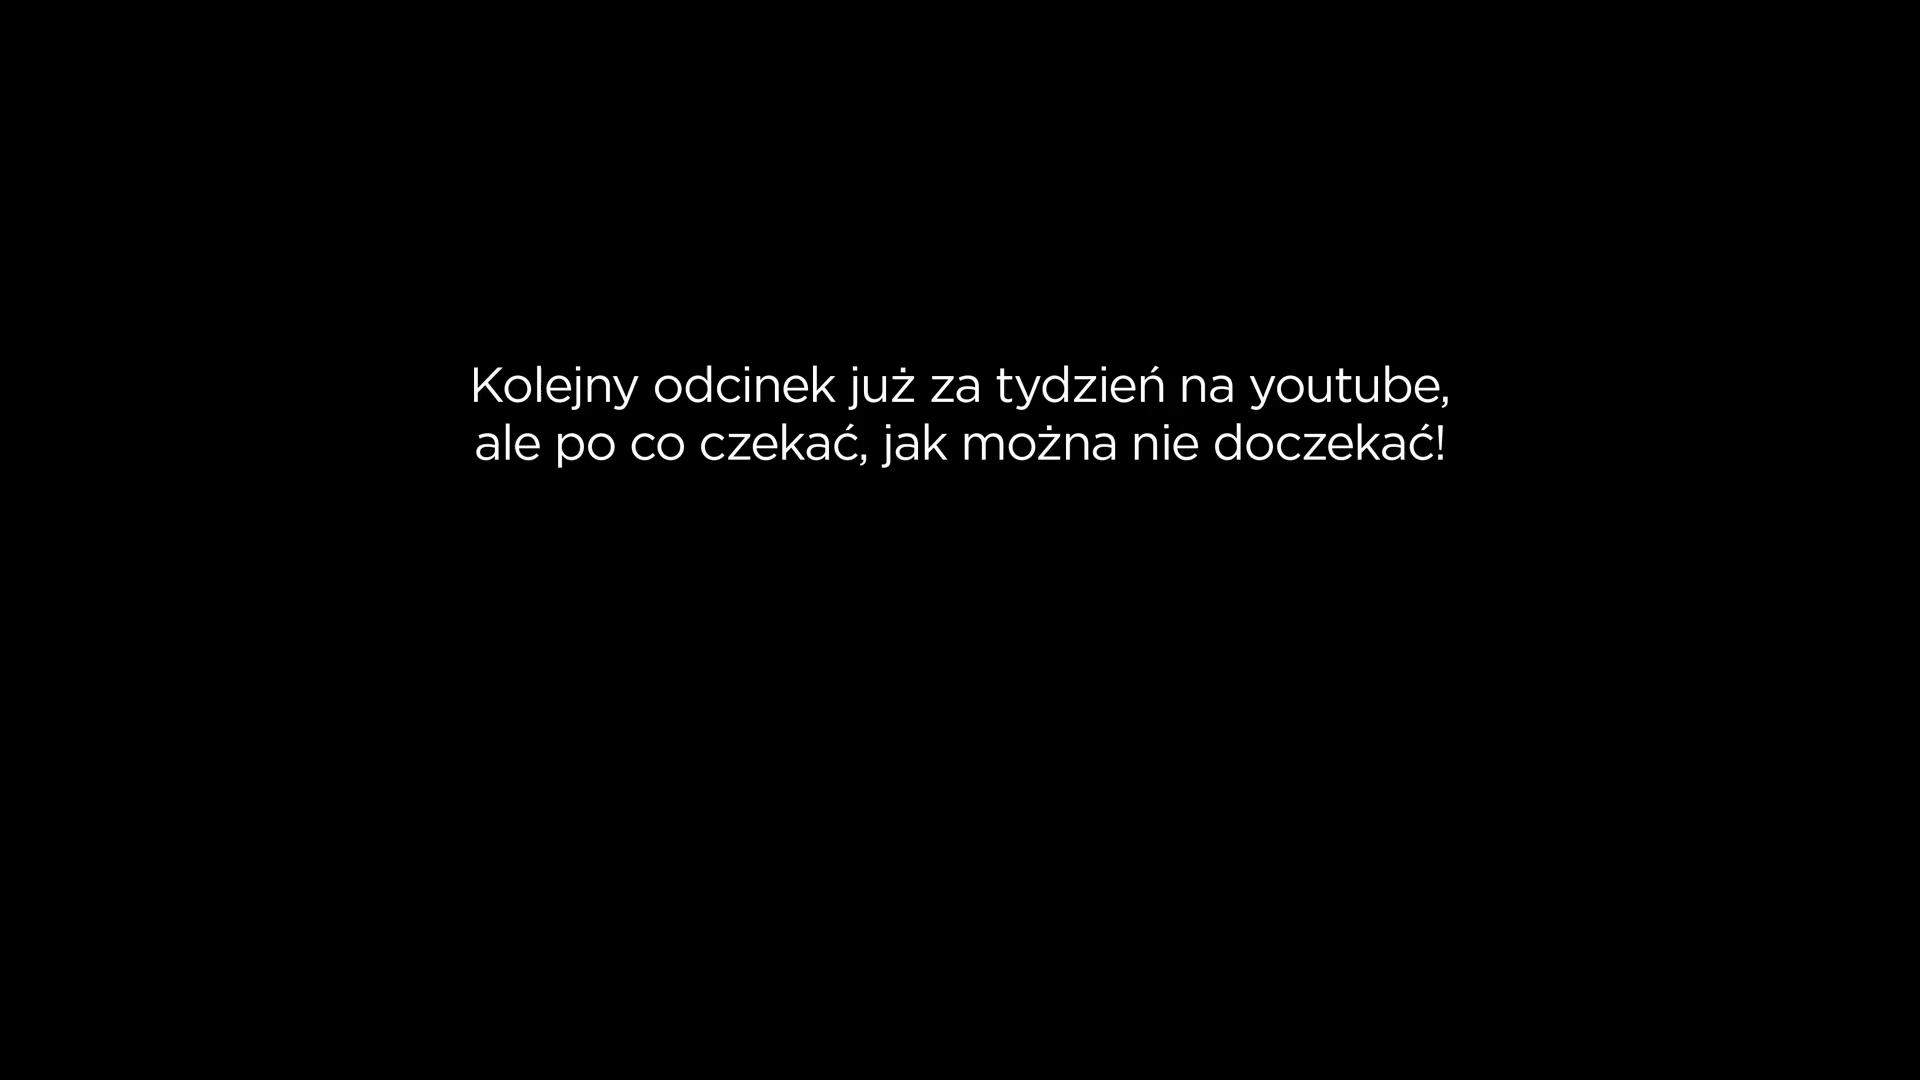 Kolejny odcinek już za tydzień na youtube,
ale po co czekać, jak można nie doczekać!